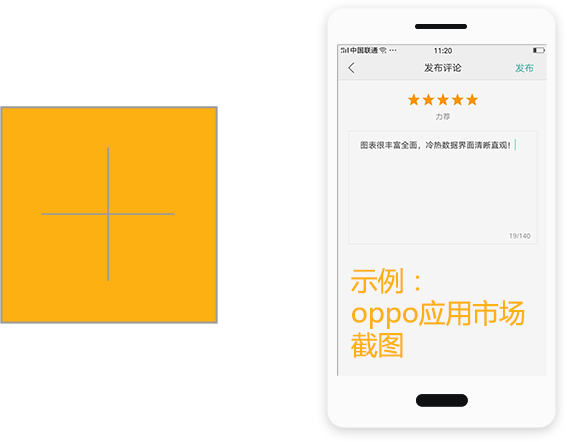 中国联通 ··· 11:20
发布评论 发布
力荐
图表很丰富全面，冷热数据界面清晰直观！
19/140
示例：
oppo应用市场
截图